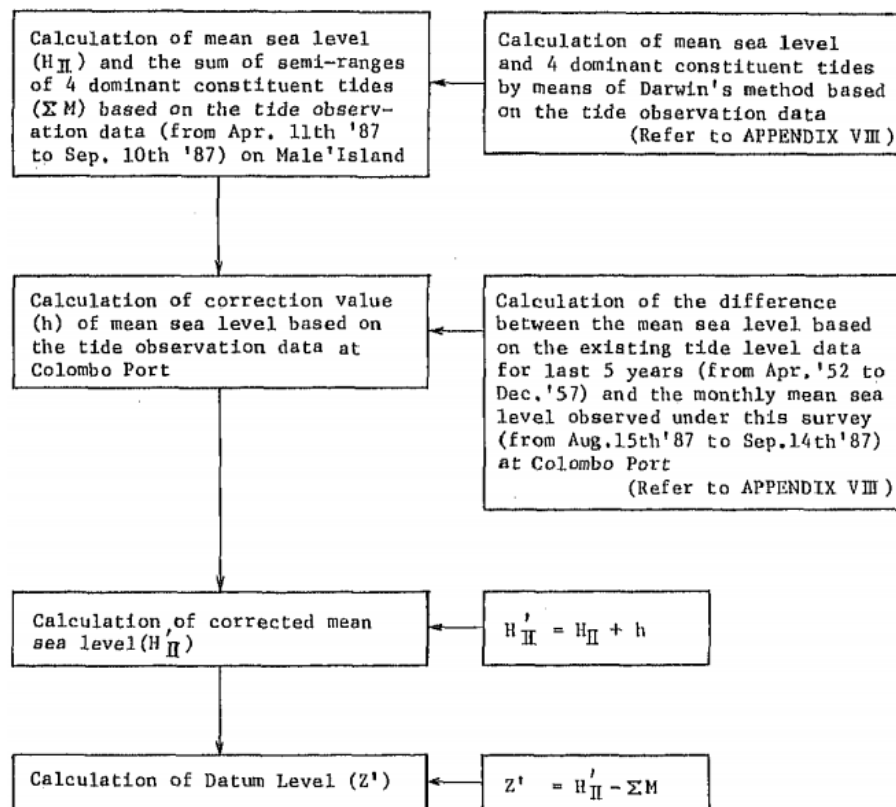 Calculation of mean sea level
(HⅡ) and the sum of semi-ranges
of 4 dominant constituent tides
(ΣM) based on the tide observ-
ation data (from Apr. 11th '87
to Sep. 10th '87) on Male'Island
Calculation of mean sea level
and 4 dominant constituent tides
by means of Darwin's method based
on the tide observation data
(Refer to APPENDIX Ⅷ)
Calculation of correction value
(h) of mean sea level based on
the tide observation data at
Colombo Port
Calculation of the difference
between the mean sea level based
on the existing tide level data
for last 5 years (from Apr.'52 to
Dec.'57) and the monthly mean sea
level observed under this survey
(from Aug.15th'87 to Sep.14th'87)
at Colombo Port
(Refer to APPENDIX Ⅷ)
Calculation of corrected mean
sea level(H'Ⅱ)
H'Ⅱ = HⅡ + h
Calculation of Datum Level (Z')
Z' = H'Ⅱ - ΣM